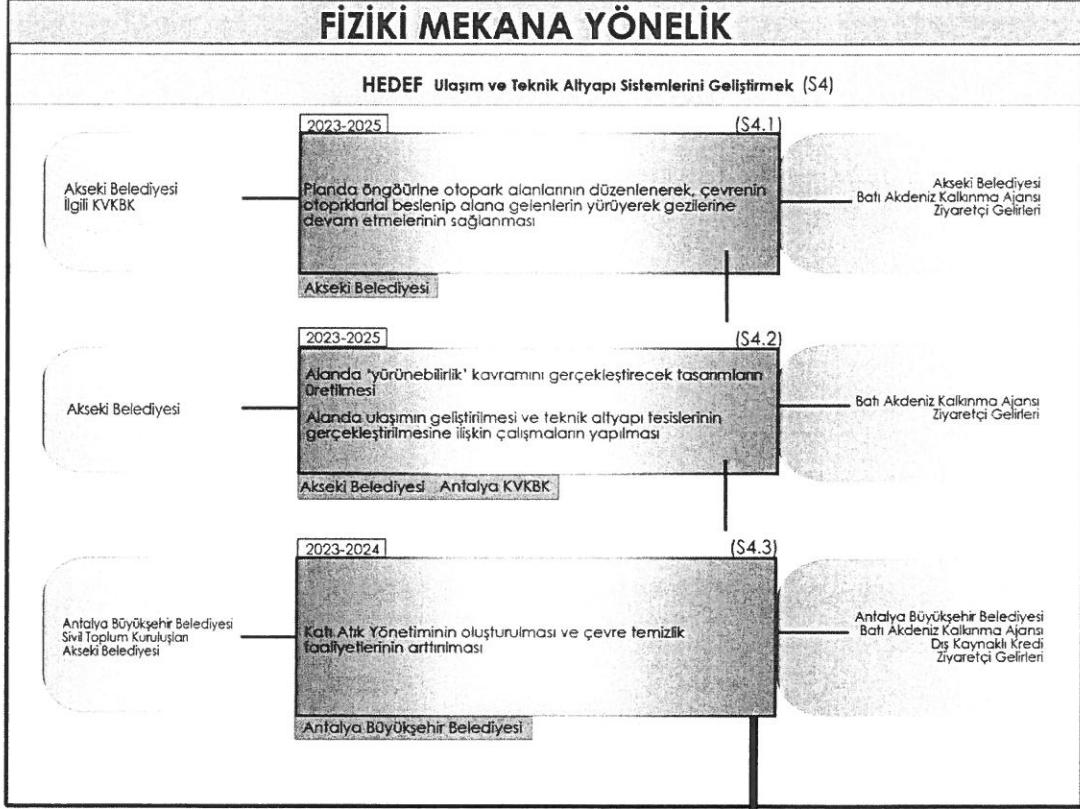 FİZİKİ MEKANA YÖNELİK
HEDEF Ulaşım ve Teknik Altyapı Sistemlerini Geliştirmek (S4)
2023-2025
(S4.1)
Akseki Belediyesi
İlgili KVKBK
Planda öngöürlne otopark alanlarının düzenlenerek, çevrenin
otoprklarlal beslenip alana gelenlerin yürüyerek gezilerine
devam etmelerinin sağlanması
Akseki Belediyesi
Batı Akdeniz Kalkınma Ajansı
Ziyaretçi Gelirleri
Akseki Belediyesi
2023-2025
(S4.2)
Akseki Belediyesi
Alanda 'yürünebilirlik' kavramını gerçekleştirecek tasarımların
üretilmesi
Alanda ulaşımın geliştirilmesi ve teknik altyapı tesislerinin
gerçekleştirilmesine ilişkin çalışmaların yapılması
Batı Akdeniz Kalkınma Ajansı
Ziyaretçi Gelirleri
Akseki Belediyesi Antalya KVKBK
2023-2024
(S4.3)
Antalya Büyükşehir Belediyesi
Sivil Toplum Kuruluşları
Akseki Belediyesi
Katı Atık Yönetiminin oluşturulması ve çevre temizlik
faaliyetlerinin arttırılması
Antalya Büyükşehir Belediyesi
Batı Akdeniz Kalkınma Ajansı
Dış Kaynaklı Kredi
Ziyaretçi Gelirleri
Antalya Büyükşehir Belediyesi